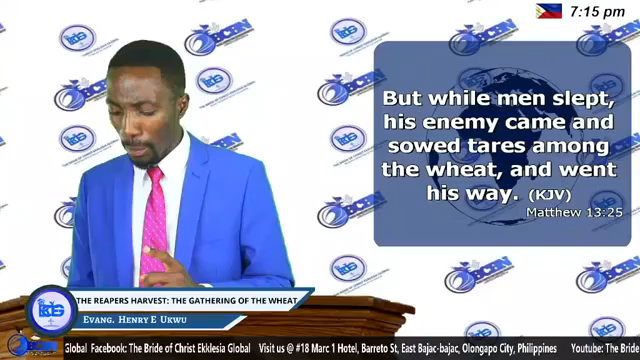 7:15 pm
But while men slept,
his enemy came and
sowed tares among
the wheat, and went
his way. (KJV)
Matthew 13:25
THE REAPERS HARVEST: THE GATHERING OF THE WHEAT
Evang. Henry E Ukwu
Global Facebook: The Bride of Christ Ekklesia Global Visit us @ #18 Marc 1 Hotel, Barreto St, East Bajac-bajac, Olongapo City, Philippines Youtube: The Bride